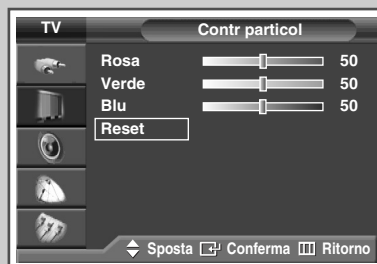 TV
Contr particol
Rosa 50
Verde 50
Blu 50
Reset
Sposta Conferma Ritorno